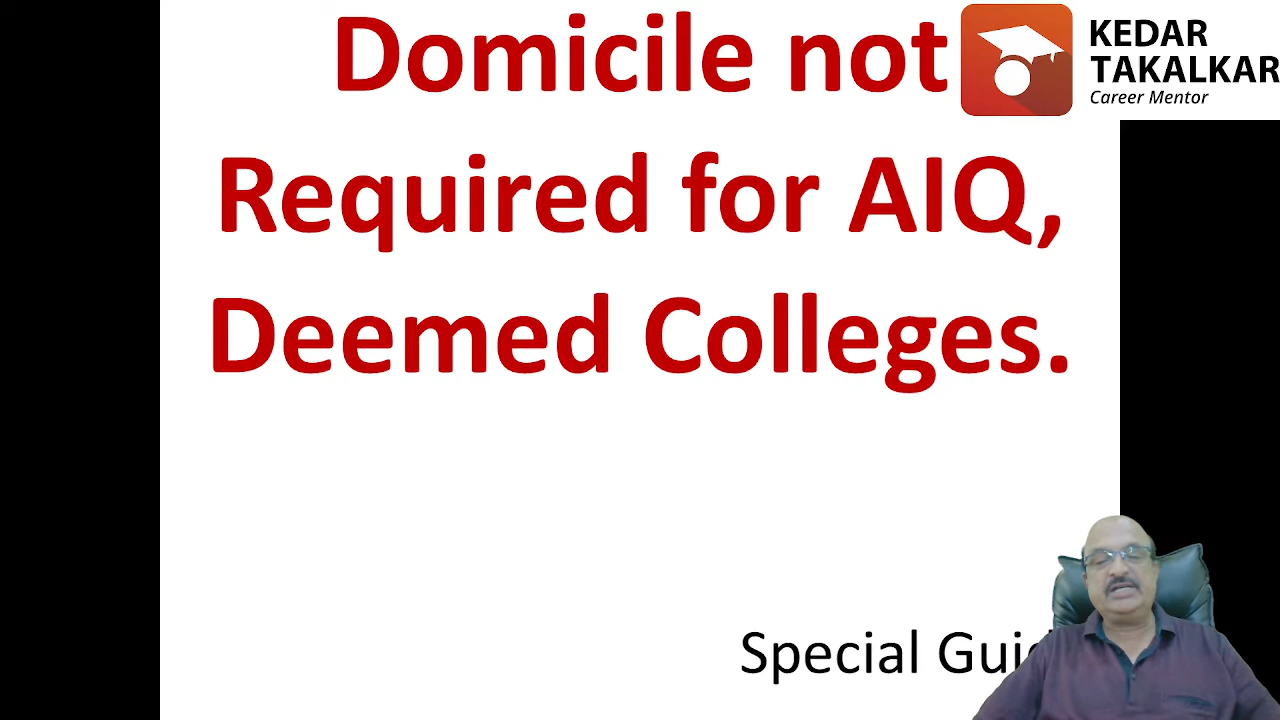 Domicile not
Required for AIQ,
Deemed Colleges.
KEDAR
TAKALKAR
Career Mentor
Special